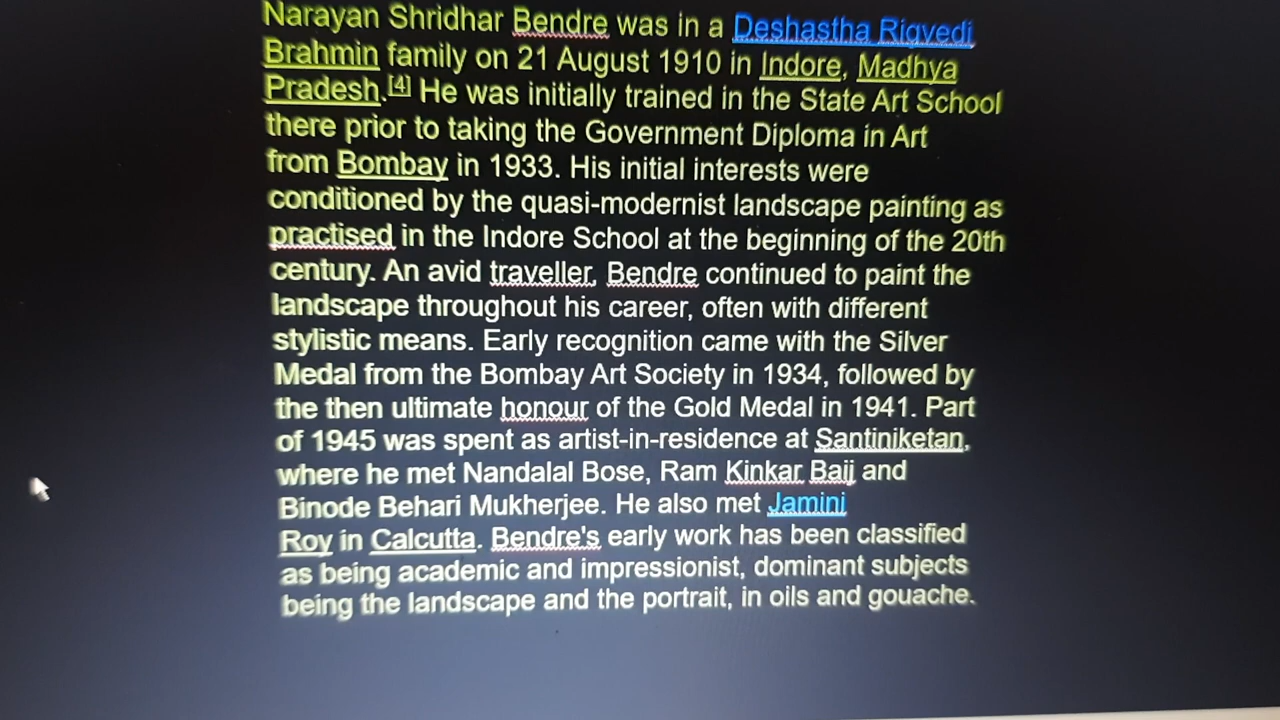 Narayan Shridhar Bendre was in a Deshastha Rigvedi
Brahmin family on 21 August 1910 in Indore, Madhya
Pradesh.[4] He was initially trained in the State Art School
there prior to taking the Government Diploma in Art
from Bombay in 1933. His initial interests were
conditioned by the quasi-modernist landscape painting as
practised in the Indore School at the beginning of the 20th
century. An avid traveller, Bendre continued to paint the
landscape throughout his career, often with different
stylistic means. Early recognition came with the Silver
Medal from the Bombay Art Society in 1934, followed by
the then ultimate honour of the Gold Medal in 1941. Part
of 1945 was spent as artist-in-residence at Santiniketan,
where he met Nandalal Bose, Ram Kinkar Baij and
Binode Behari Mukherjee. He also met Jamini
Roy in Calcutta. Bendre's early work has been classified
as being academic and impressionist, dominant subjects
being the landscape and the portrait, in oils and gouache.